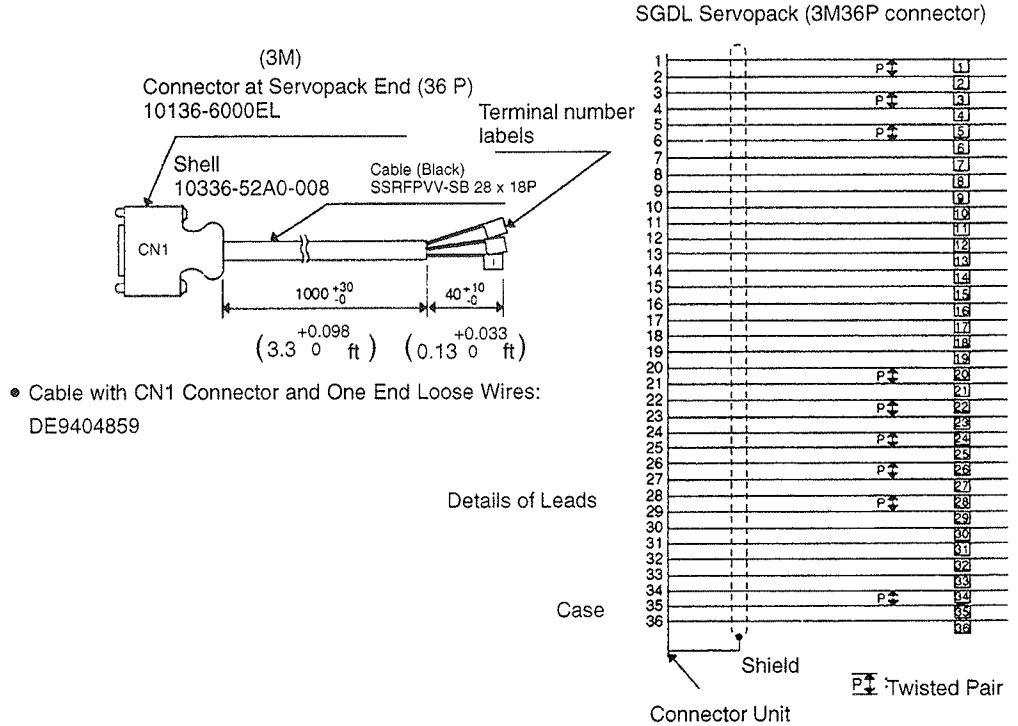 SGDL Servopack (3M36P connector)
(3M)
Connector at Servopack End (36 P)
10136-6000EL
Terminal number
labels
Shell
10336-52A0-008
Cable (Black)
SSRFPVV-SB 28 x 18P
CN1
1
1000 +30 -0
40 +10 -0
(3.3 +0.098 0 ft)
(0.13 +0.033 0 ft)
• Cable with CN1 Connector and One End Loose Wires:
DE9404859
Details of Leads
Case
1 P 1
2 2
3 P 3
4 4
5 P 5
6 6
7 7
8 8
9 9
10 10
11 11
12 12
13 13
14 14
15 15
16 16
17 17
18 18
19 19
20 P 20
21 21
22 P 22
23 23
24 P 24
25 25
26 P 26
27 27
28 P 28
29 29
30 30
31 31
32 32
33 33
34 P 34
35 35
36 36
Shield
P : Twisted Pair
Connector Unit